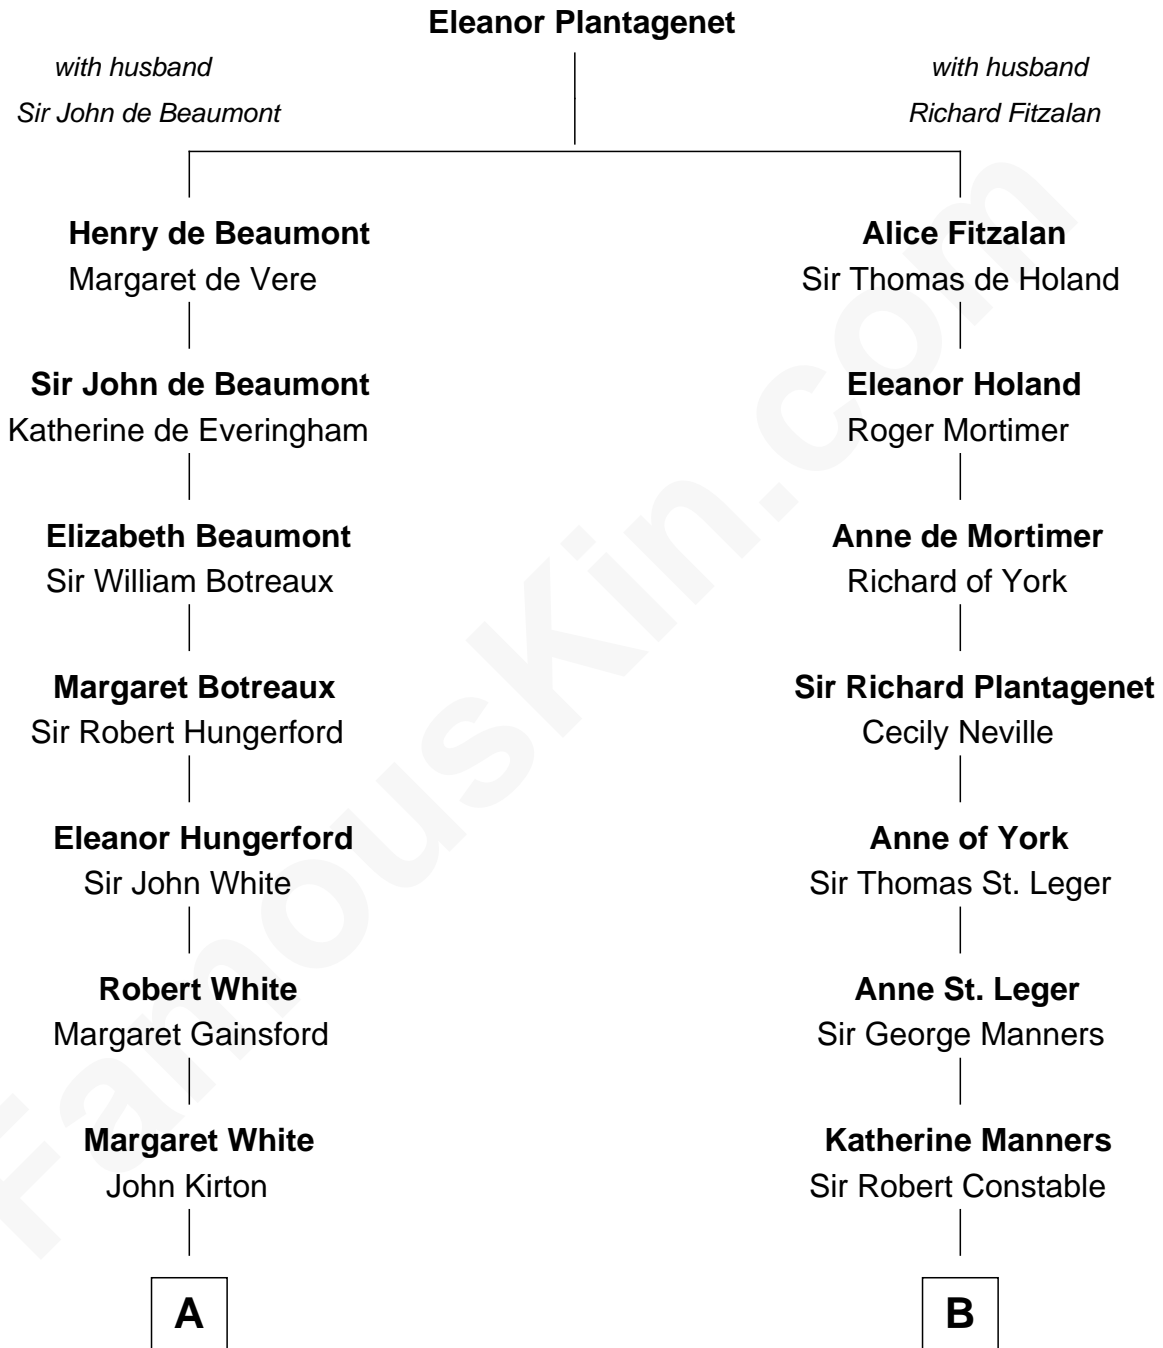 Eleanor Plantagenet
with husband
Sir John de Beaumont
with husband
Richard Fitzalan
Henry de Beaumont
Margaret de Vere
Alice Fitzalan
Sir Thomas de Holand
Sir John de Beaumont
Katherine de Everingham
Eleanor Holand
Roger Mortimer
Elizabeth Beaumont
Sir William Botreaux
Anne de Mortimer
Richard of York
Margaret Botreaux
Sir Robert Hungerford
Sir Richard Plantagenet
Cecily Neville
Eleanor Hungerford
Sir John White
Anne of York
Sir Thomas St. Leger
Robert White
Margaret Gainsford
Anne St. Leger
Sir George Manners
Margaret White
John Kirton
Katherine Manners
Sir Robert Constable
A
B
FamousKin.com